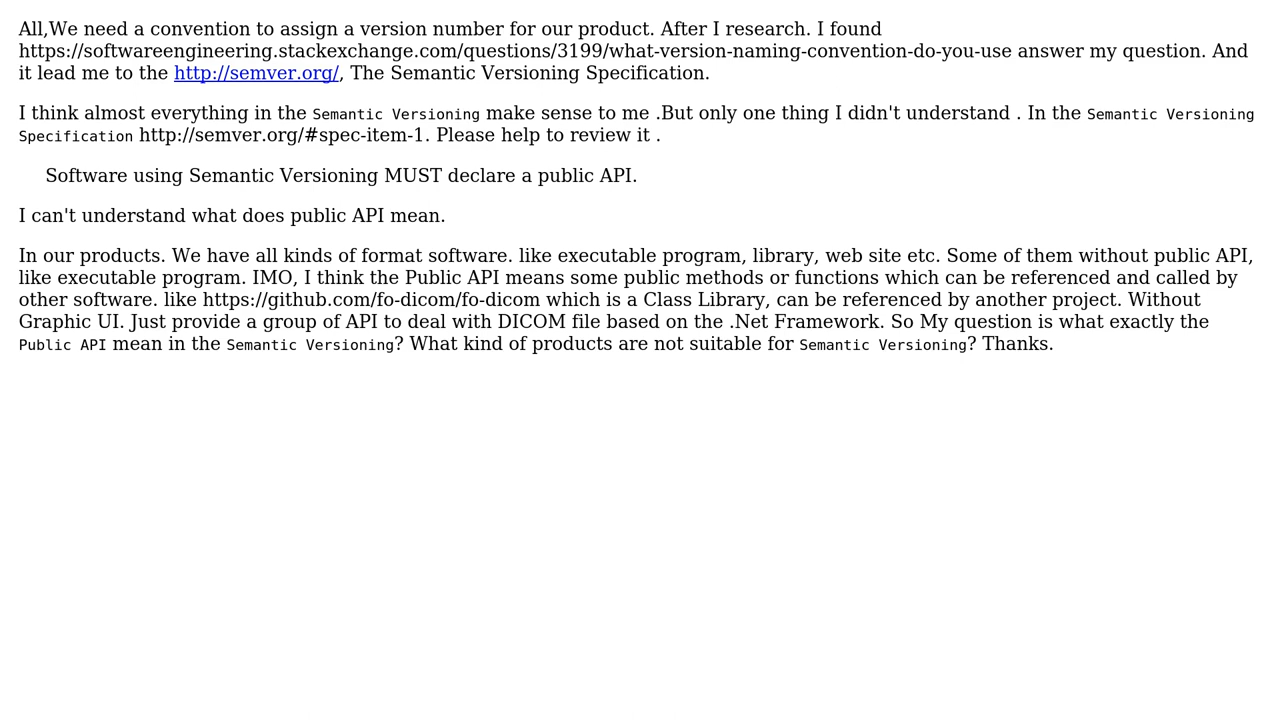 All,We need a convention to assign a version number for our product. After I research. I found
https://softwareengineering.stackexchange.com/questions/3199/what-version-naming-convention-do-you-use answer my question. And
it lead me to the http://semver.org/, The Semantic Versioning Specification.
I think almost everything in the Semantic Versioning make sense to me .But only one thing I didn't understand . In the Semantic Versioning
Specification http://semver.org/#spec-item-1. Please help to review it .
Software using Semantic Versioning MUST declare a public API.
I can't understand what does public API mean.
In our products. We have all kinds of format software. like executable program, library, web site etc. Some of them without public API,
like executable program. IMO, I think the Public API means some public methods or functions which can be referenced and called by
other software. like https://github.com/fo-dicom/fo-dicom which is a Class Library, can be referenced by another project. Without
Graphic UI. Just provide a group of API to deal with DICOM file based on the .Net Framework. So My question is what exactly the
Public API mean in the Semantic Versioning? What kind of products are not suitable for Semantic Versioning? Thanks.